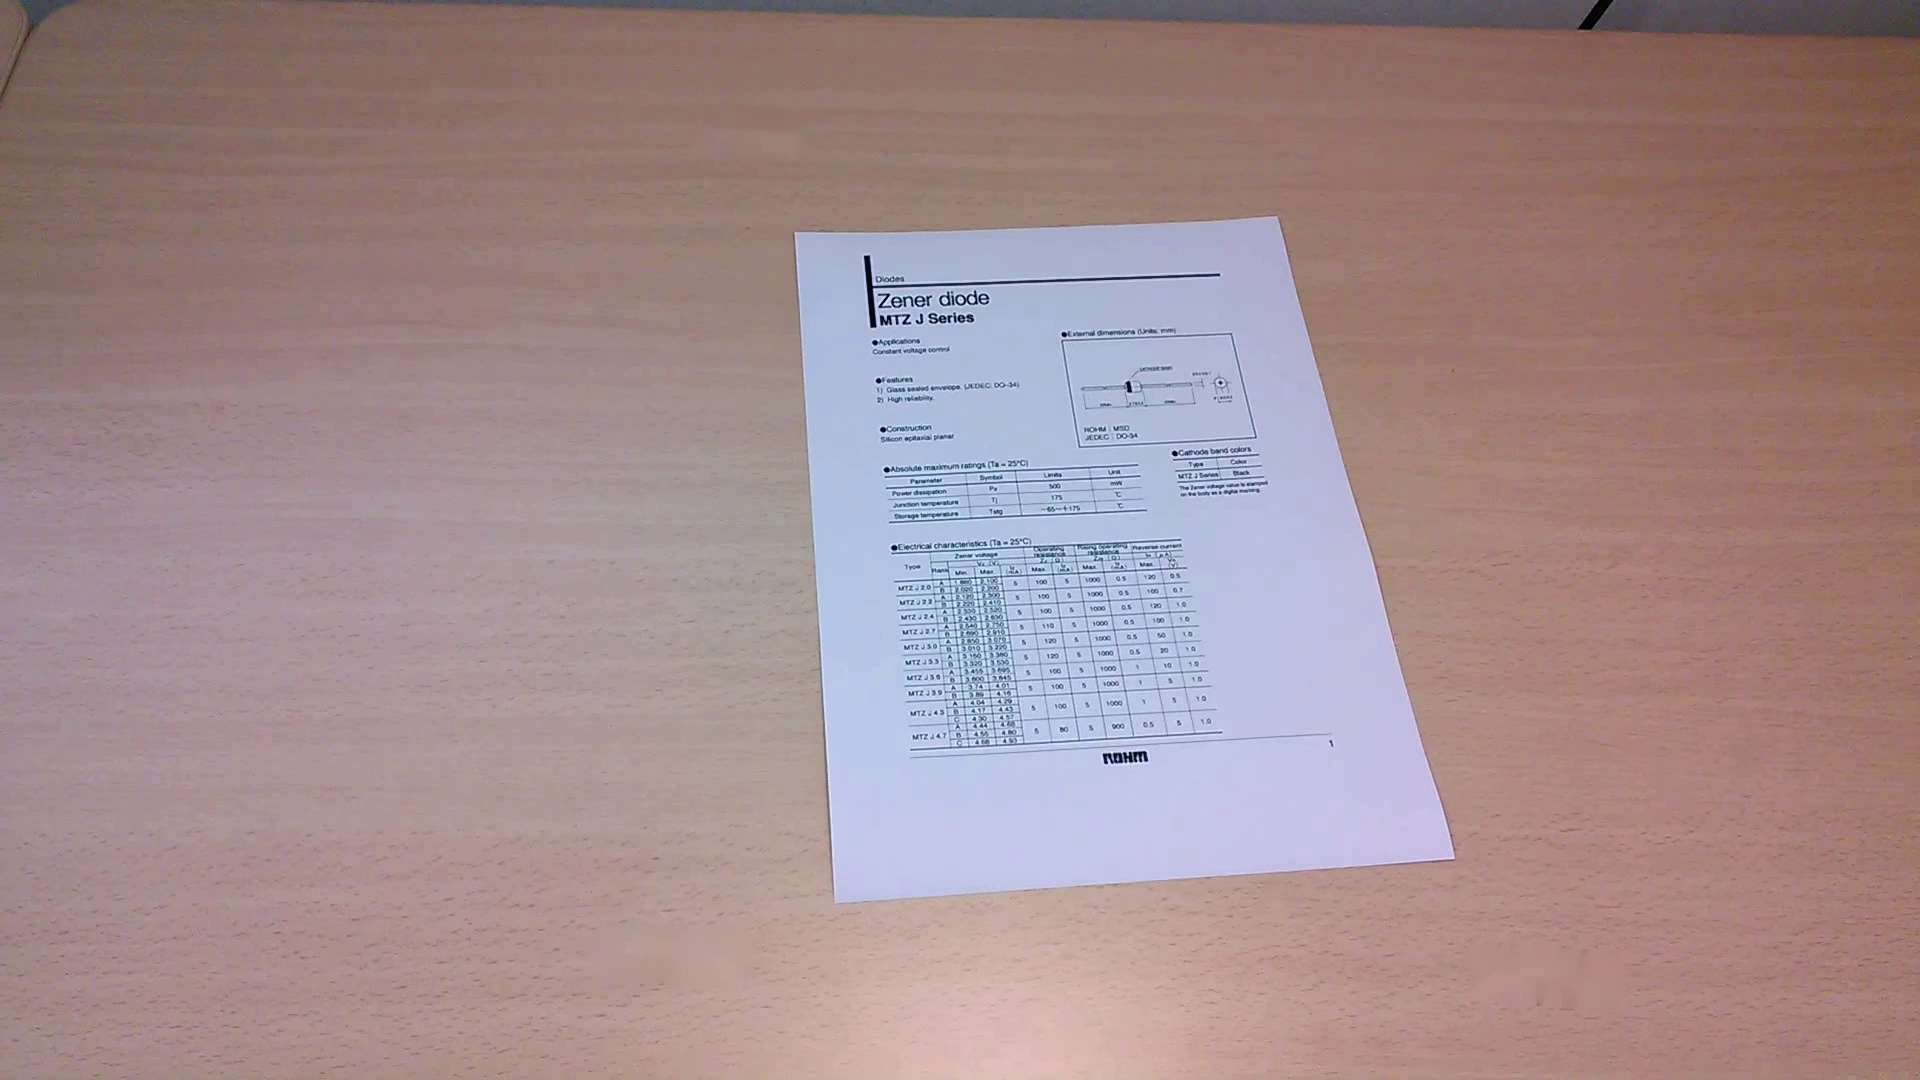 Diodes
Zener diode
MTZ J Series
●Applications
Constant voltage control
●Features
1) Glass sealed envelope. (JEDEC: DO-34)
2) High reliability.
●Construction
Silicon epitaxial planar
●External dimensions (Units: mm)
CATHODE BAND
ROHM : MSD
JEDEC : DO-34
●Absolute maximum ratings (Ta = 25°C)
Parameter Symbol Limits Unit
Power dissipation 500 mW
Junction temperature Tj 175 °C
Storage temperature Tstg −65~+175 °C
●Cathode band colors
Type Color
MTZ J Series Black
The Zener voltage value is stamped
on the body as a digital marking
●Electrical characteristics (Ta = 25°C)
Type Zener voltage Operating resistance Rising operating resistance Reverse current
Rank Min. Max. Max. Max. Max.
MTZ J 2.0 A 1.880 2.100 5 100 5 1000 0.5 120 0.5
B 2.020 2.200
MTZ J 2.2 A 2.120 2.300 5 100 5 1000 0.5 100 0.7
B 2.220 2.410
MTZ J 2.4 A 2.330 2.520 5 100 5 1000 0.5 120 1.0
B 2.430 2.630
MTZ J 2.7 A 2.540 2.750 5 110 5 1000 0.5 100 1.0
B 2.690 2.910
MTZ J 3.0 A 2.850 3.070 5 120 5 1000 0.5 50 1.0
B 3.010 3.220
MTZ J 3.3 A 3.160 3.380 5 120 5 1000 0.5 20 1.0
B 3.320 3.530
MTZ J 3.6 A 3.455 3.695 5 100 5 1000 1 10 1.0
B 3.600 3.845
MTZ J 3.9 A 3.74 4.01 5 100 5 1000 1 5 1.0
B 3.89 4.16
MTZ J 4.3 A 4.04 4.29 5 100 5 1000 1 5 1.0
B 4.17 4.43
C 4.30 4.57
MTZ J 4.7 A 4.44 4.68 5 80 5 900 0.5 5 1.0
B 4.55 4.80
C 4.68 4.93
ROHM
1